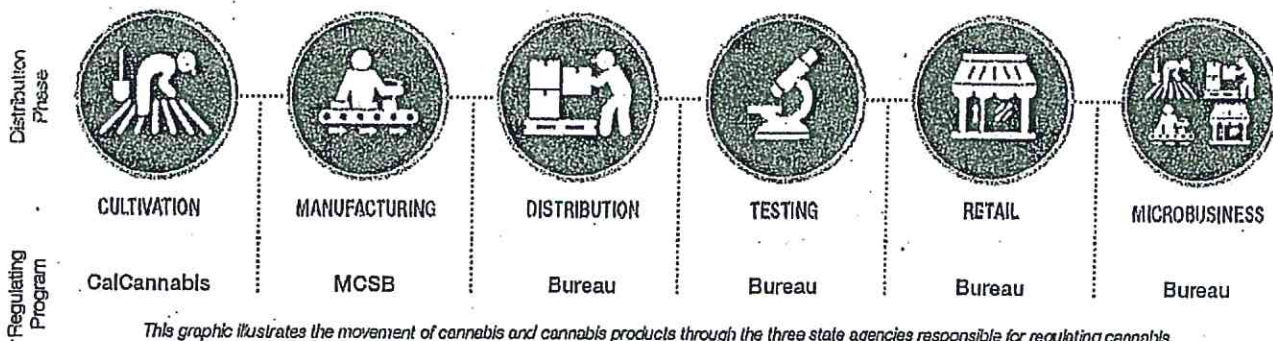 Distribution
Phase
CULTIVATION
MANUFACTURING
DISTRIBUTION
TESTING
RETAIL
MICROBUSINESS
Regulating
Program
CalCannabis
MCSB
Bureau
Bureau
Bureau
Bureau
This graphic illustrates the movement of cannabis and cannabis products through the three state agencies responsible for regulating cannabis.